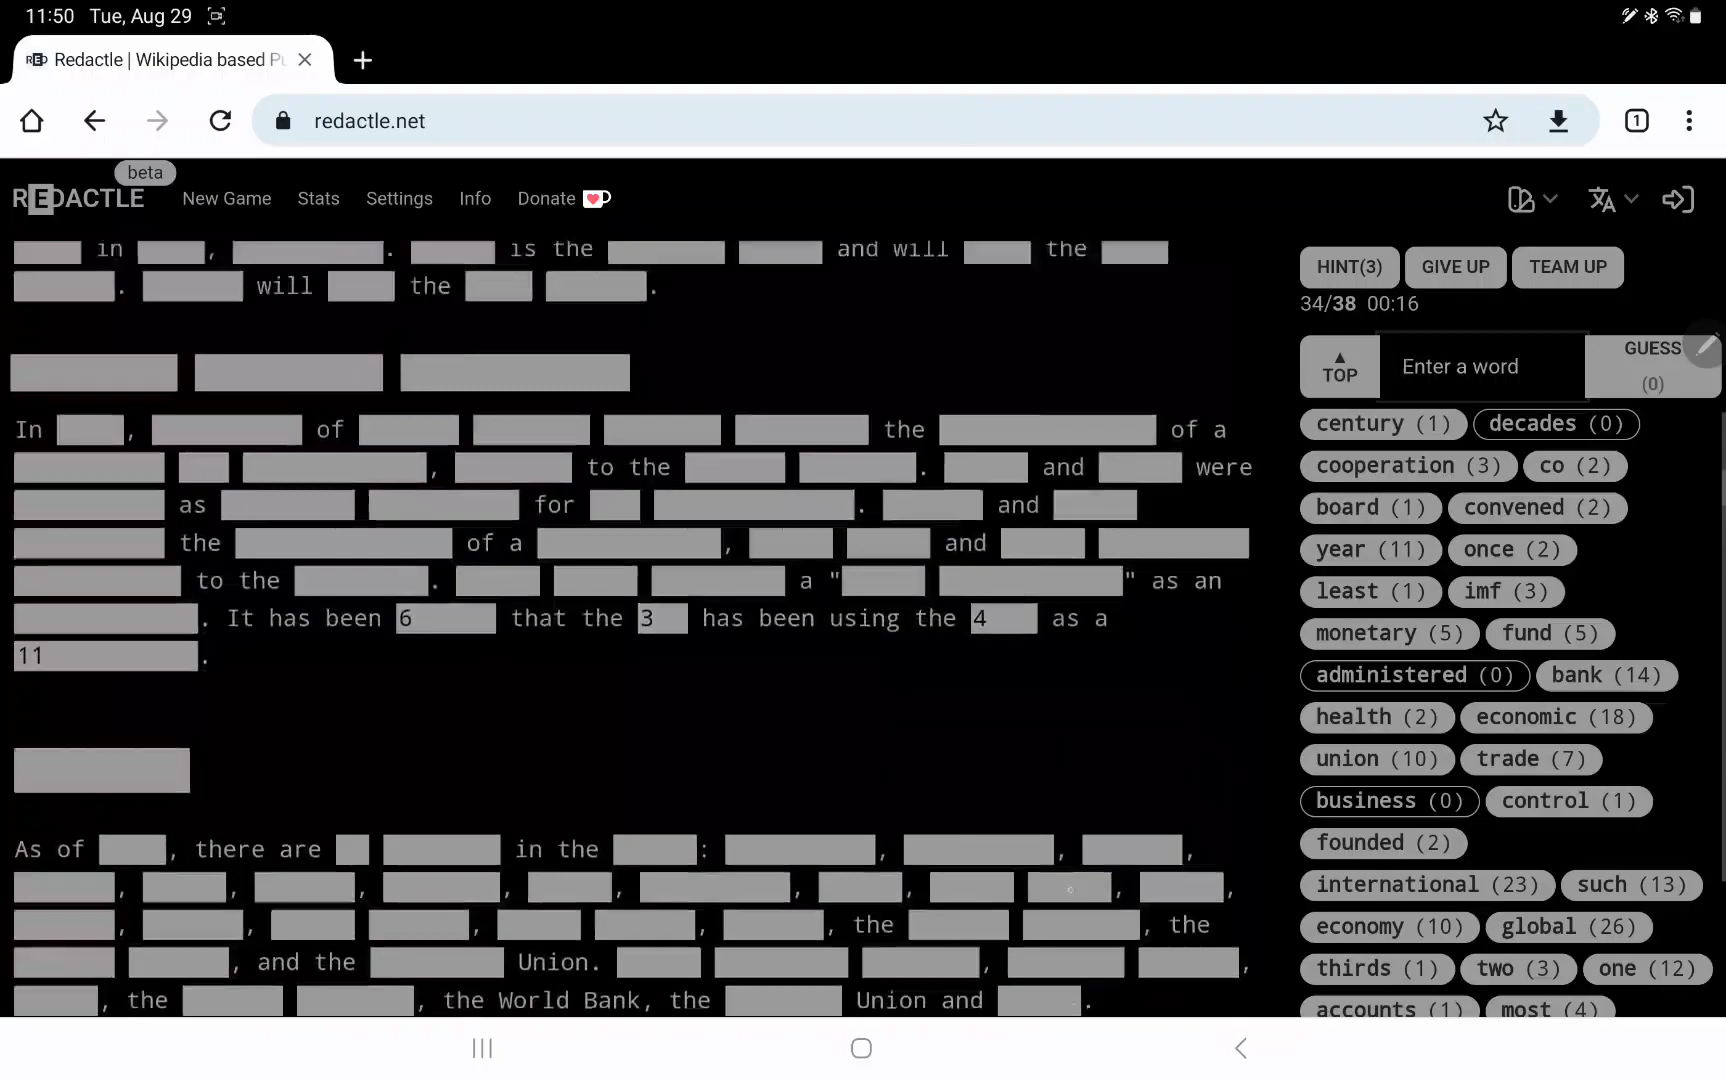 11:50 Tue, Aug 29
RED Redactle | Wikipedia based Pu
redactle.net
1
beta
REDACTLE New Game Stats Settings Info Donate
in , . is the and will the
. will the .
HINT(3) GIVE UP TEAM UP
34/38 00:16
▲ TOP Enter a word GUESS (0)
In , of the of a
, to the . and were
as for . and
the of a , and
to the . a " " as an
. It has been 6 that the 3 has been using the 4 as a
11 .
As of , there are in the : , , ,
, , , , , , , , , ,
, , , , , , the , the
, and the Union. , ,
, the , the World Bank, the Union and .
century (1) decades (0)
cooperation (3) co (2)
board (1) convened (2)
year (11) once (2)
least (1) imf (3)
monetary (5) fund (5)
administered (0) bank (14)
health (2) economic (18)
union (10) trade (7)
business (0) control (1)
founded (2)
international (23) such (13)
economy (10) global (26)
thirds (1) two (3) one (12)
accounts (1) most (4)